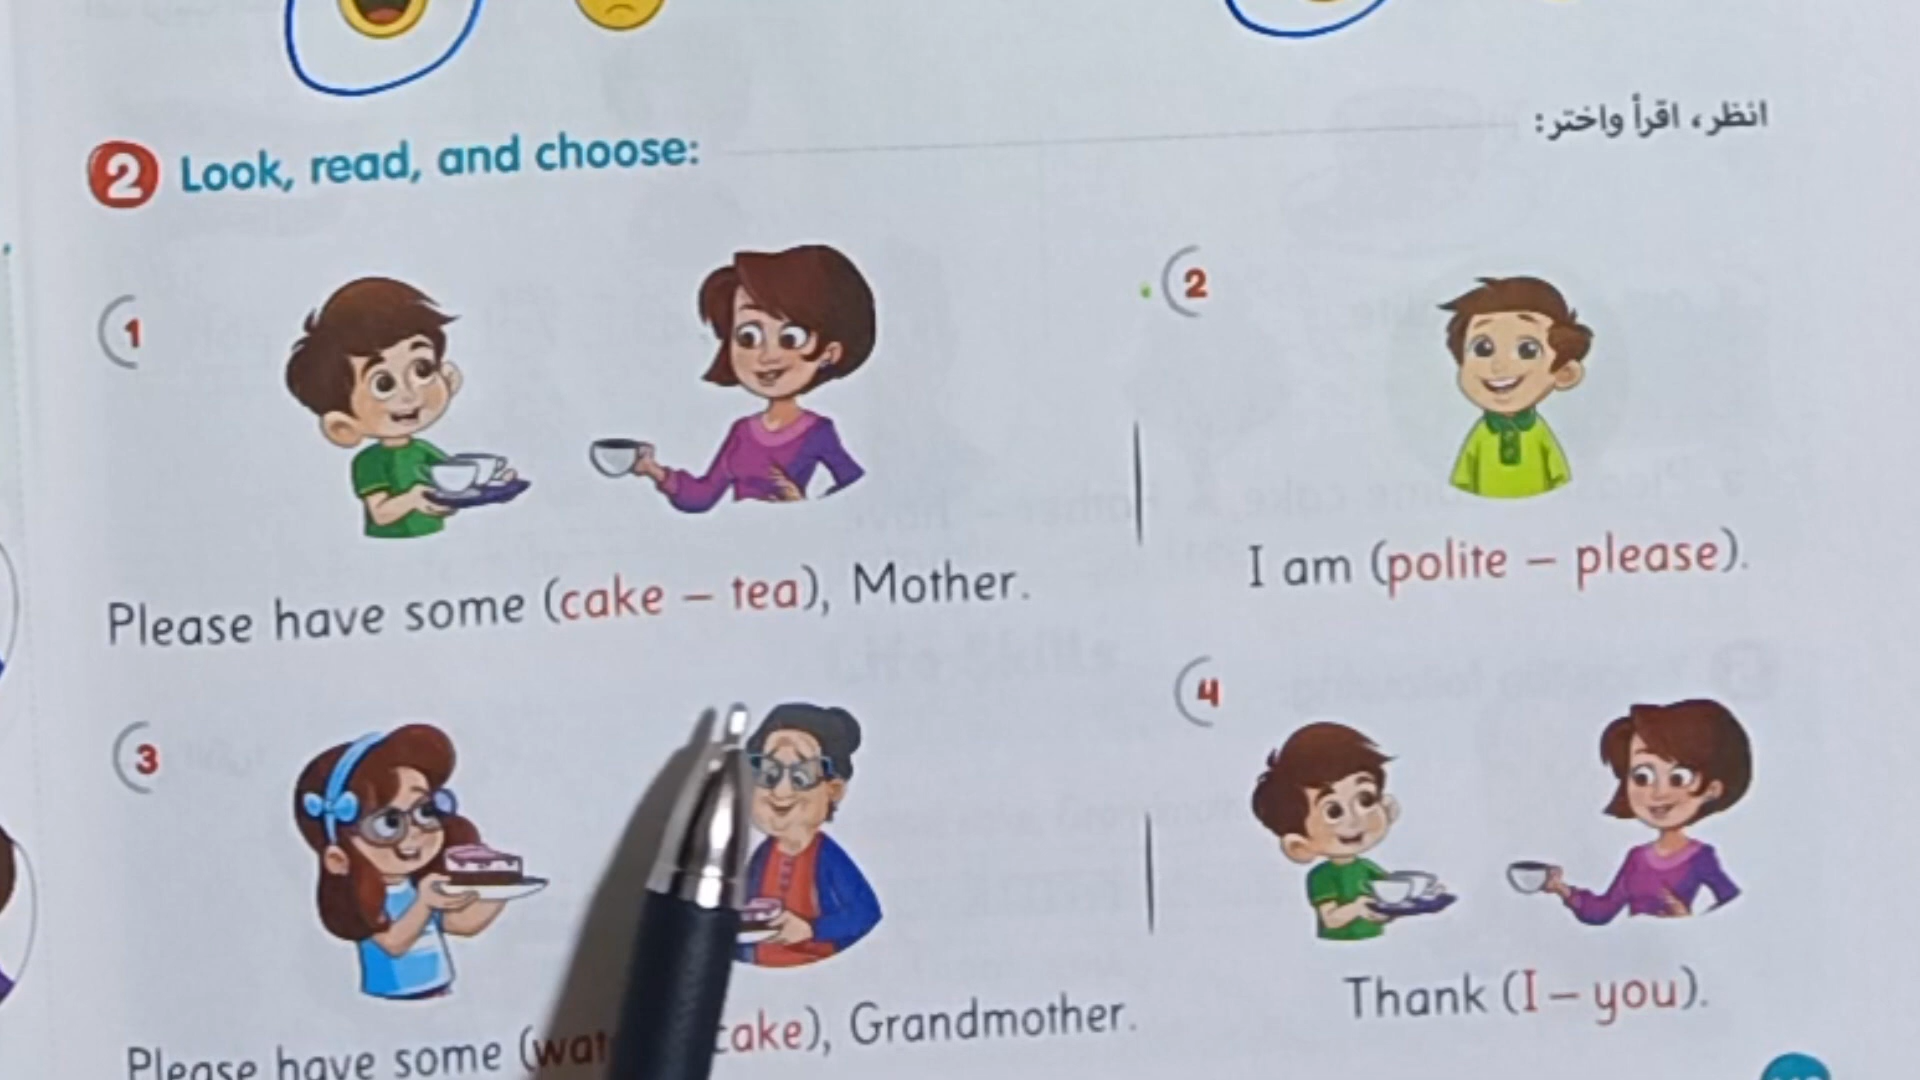 انظر، اقرأ واختر:
2 Look, read, and choose:
1
Please have some (cake – tea), Mother.
2
I am (polite – please).
3
Please have some (wat cake), Grandmother.
4
Thank (I – you).